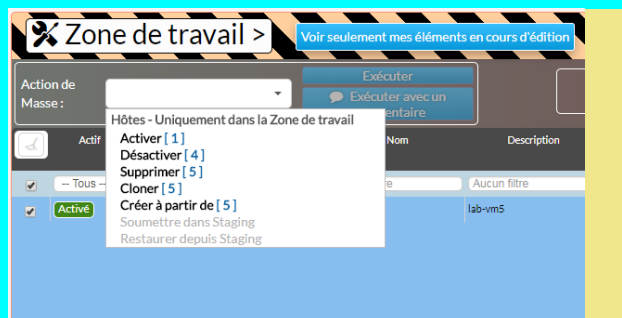 Zone de travail >
Voir seulement mes éléments en cours d'édition
Action de
Masse :
Exécuter
Exécuter avec un
entaire
Hôtes - Uniquement dans la Zone de travail
Activer [ 1 ]
Désactiver [ 4 ]
Supprimer [ 5 ]
Cloner [ 5 ]
Créer à partir de [ 5 ]
Soumettre dans Staging
Restaurer depuis Staging
Actif
Nom
Description
-- Tous --
re
Aucun filtre
Activé
lab-vm5